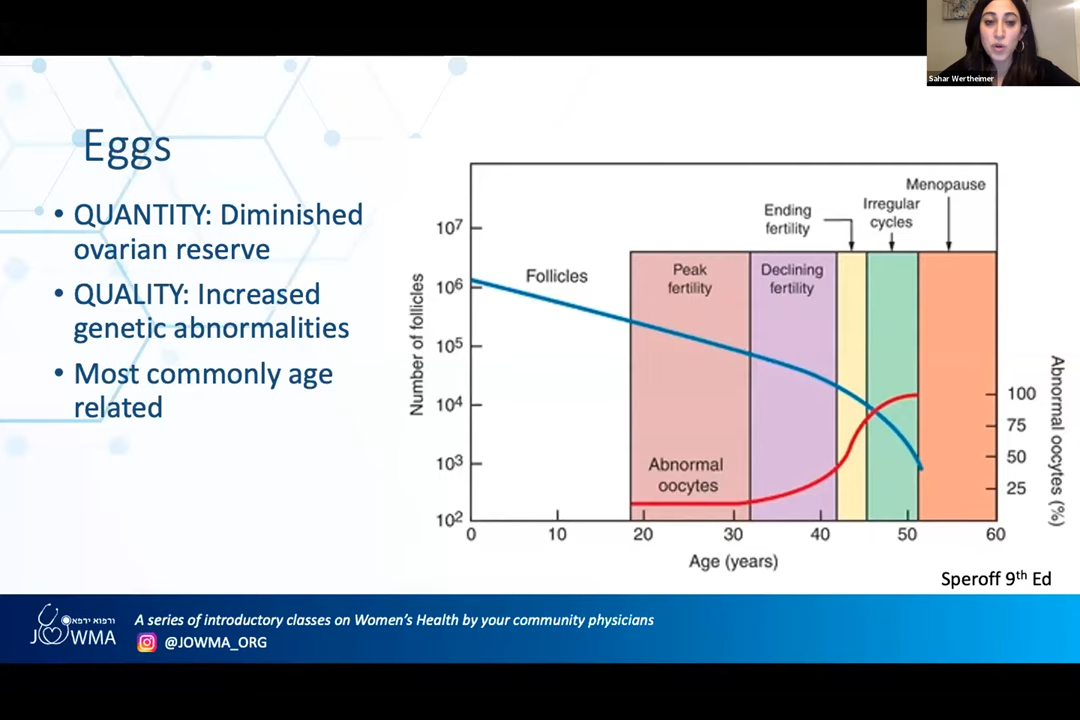 Sahar Wertheimer
Eggs
• QUANTITY: Diminished
ovarian reserve
• QUALITY: Increased
genetic abnormalities
• Most commonly age
related
Menopause
Irregular
cycles
Ending
fertility
Peak
fertility
Declining
fertility
Follicles
Abnormal
oocytes
Number of follicles
10⁷
10⁶
10⁵
10⁴
10³
10²
0 10 20 30 40 50 60
Age (years)
100
75
50
25
Abnormal oocytes (%)
Speroff 9th Ed
ורפוא ירפא
JOWMA
A series of introductory classes on Women's Health by your community physicians
@JOWMA_ORG